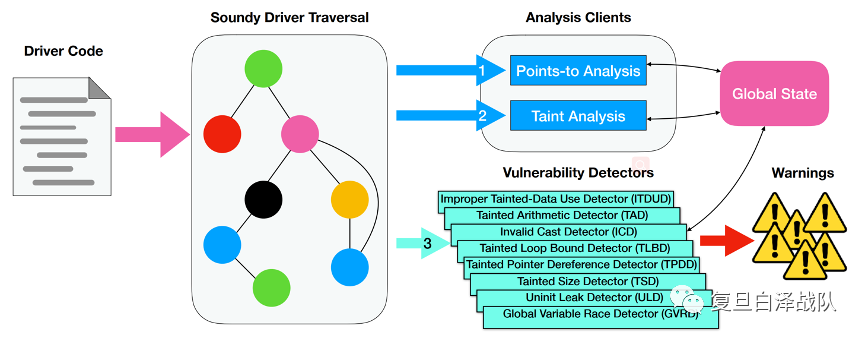 Driver Code
Soundy Driver Traversal
Analysis Clients
1
Points-to Analysis
2
Taint Analysis
Global State
Vulnerability Detectors
Warnings
3
Improper Tainted-Data Use Detector (ITDUD)
Tainted Arithmetic Detector (TAD)
Invalid Cast Detector (ICD)
Tainted Loop Bound Detector (TLBD)
Tainted Pointer Dereference Detector (TPDD)
Tainted Size Detector (TSD)
Uninit Leak Detector (ULD)
Global Variable Race Detector (GVRD)
复旦白泽战队